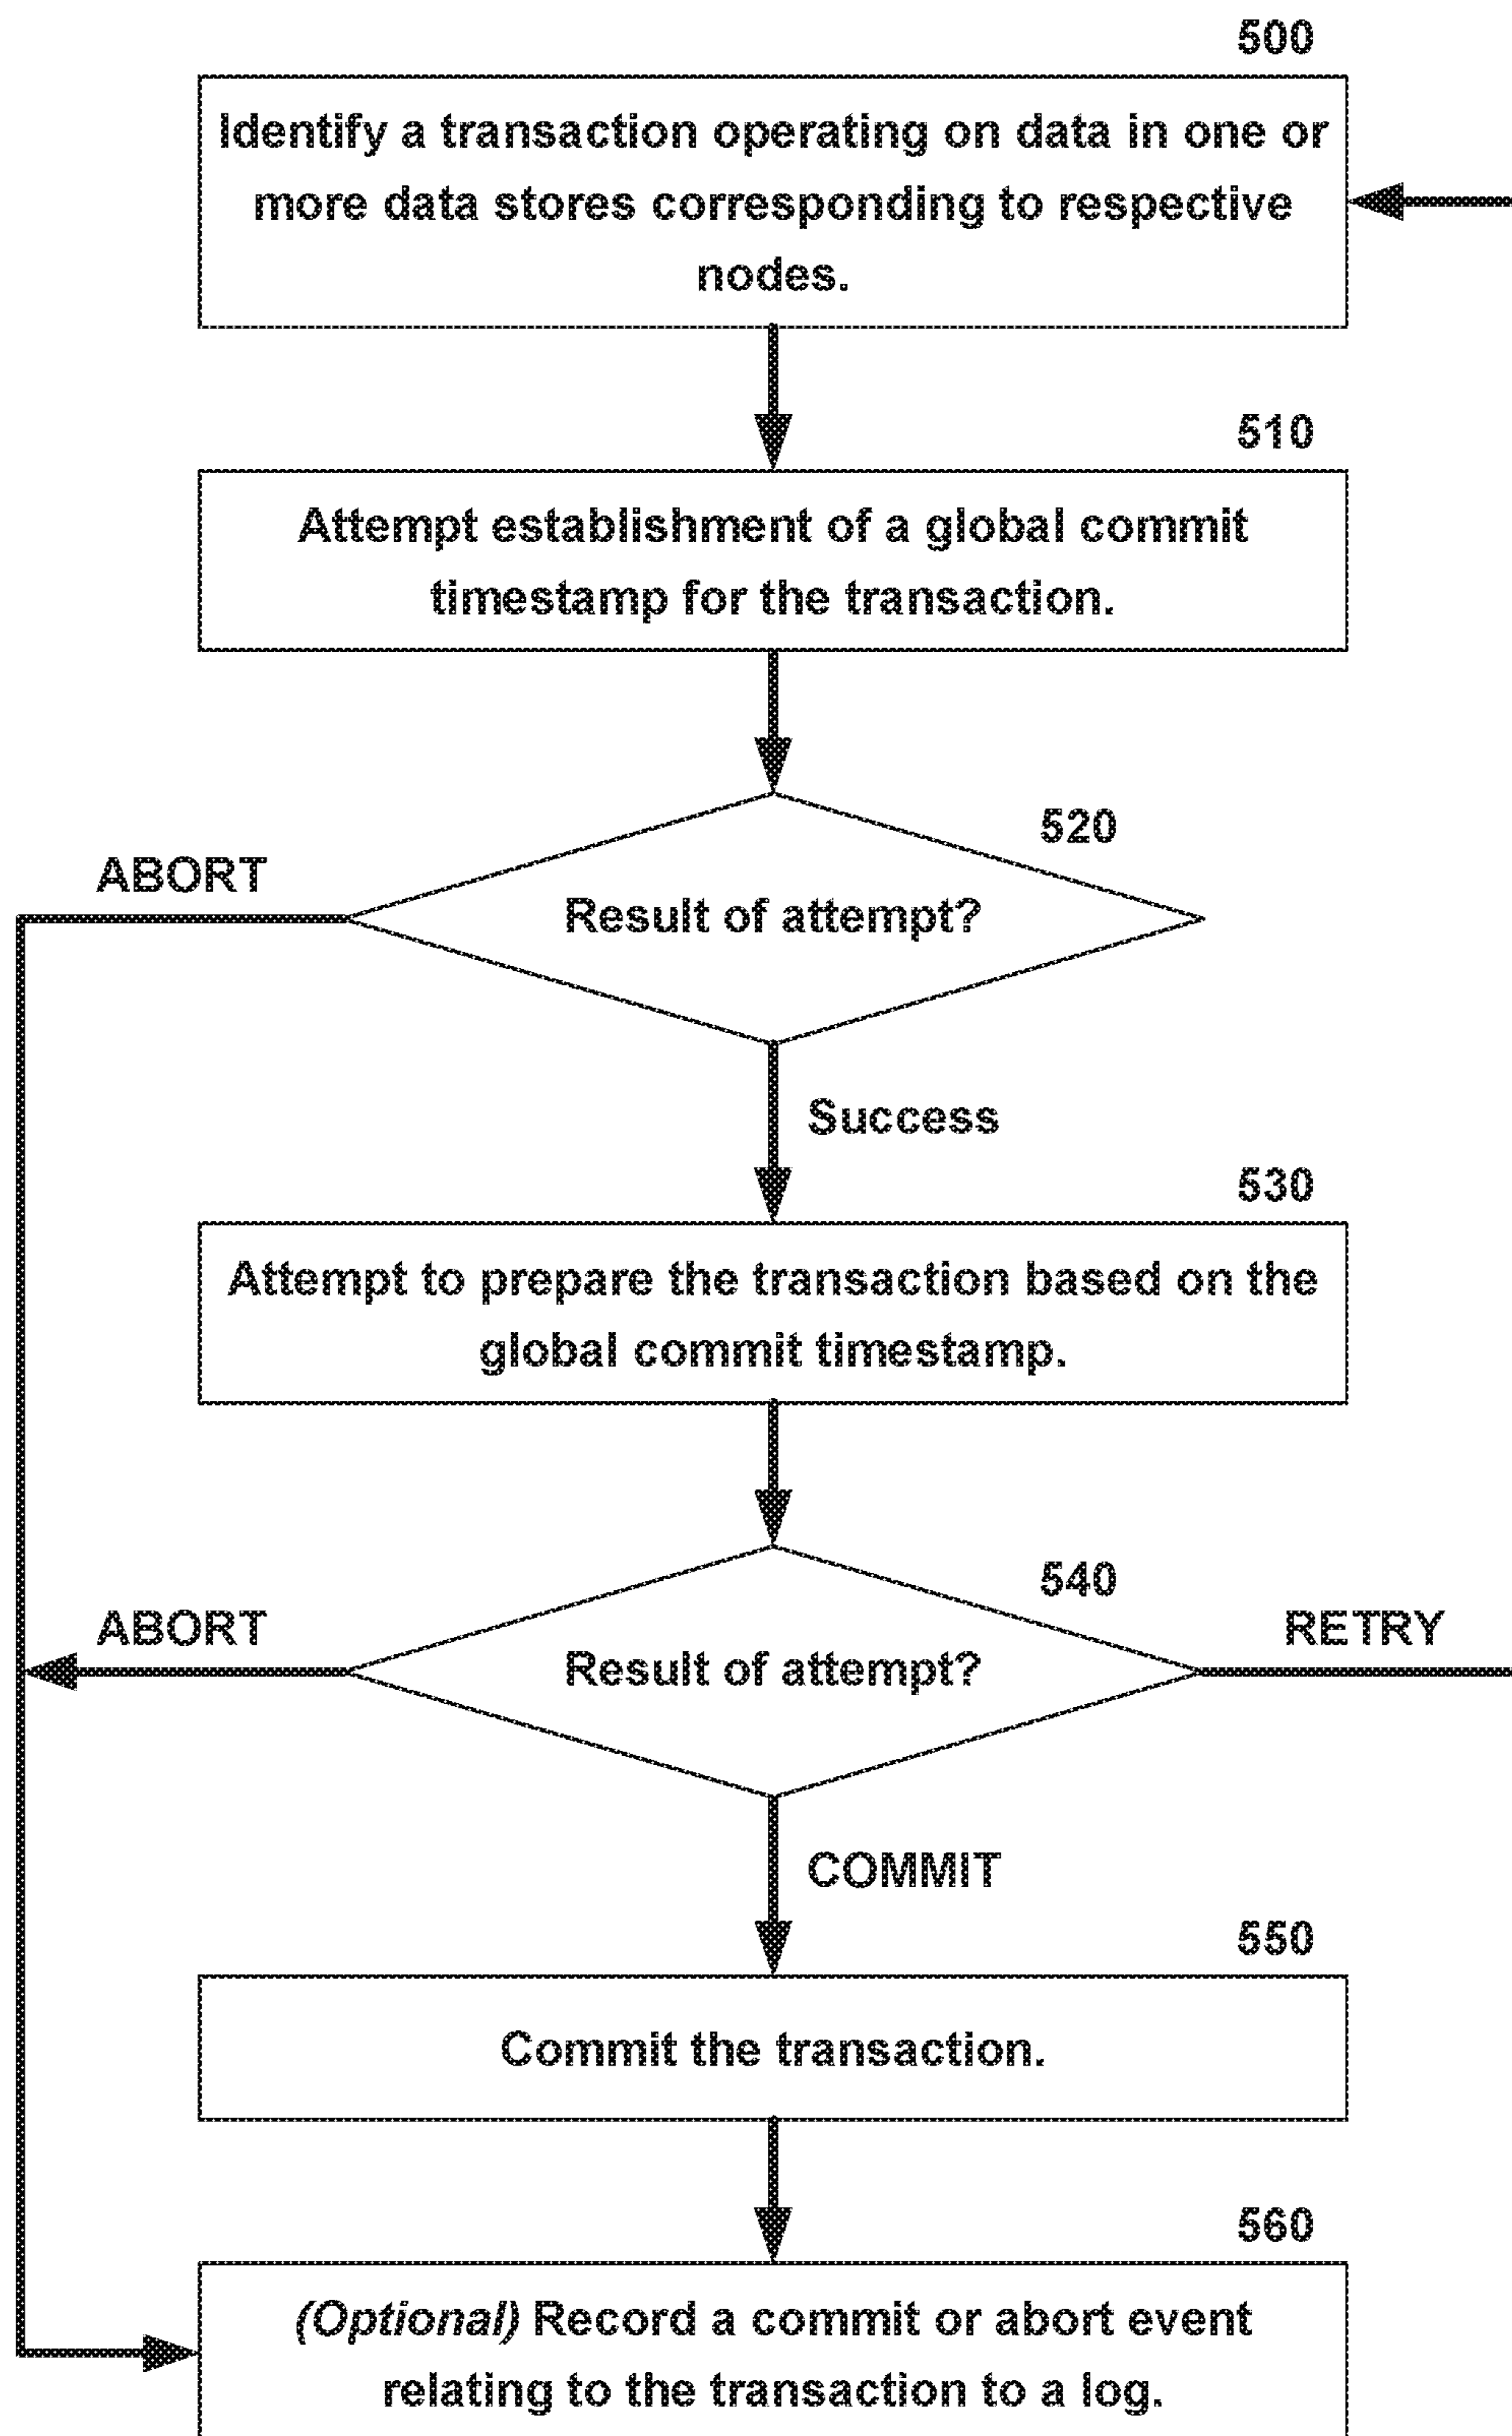 500
Identify a transaction operating on data in one or
more data stores corresponding to respective
nodes.
510
Attempt establishment of a global commit
timestamp for the transaction.
520
ABORT
Result of attempt?
Success
530
Attempt to prepare the transaction based on the
global commit timestamp.
540
ABORT
Result of attempt?
RETRY
COMMIT
550
Commit the transaction.
560
(Optional) Record a commit or abort event
relating to the transaction to a log.